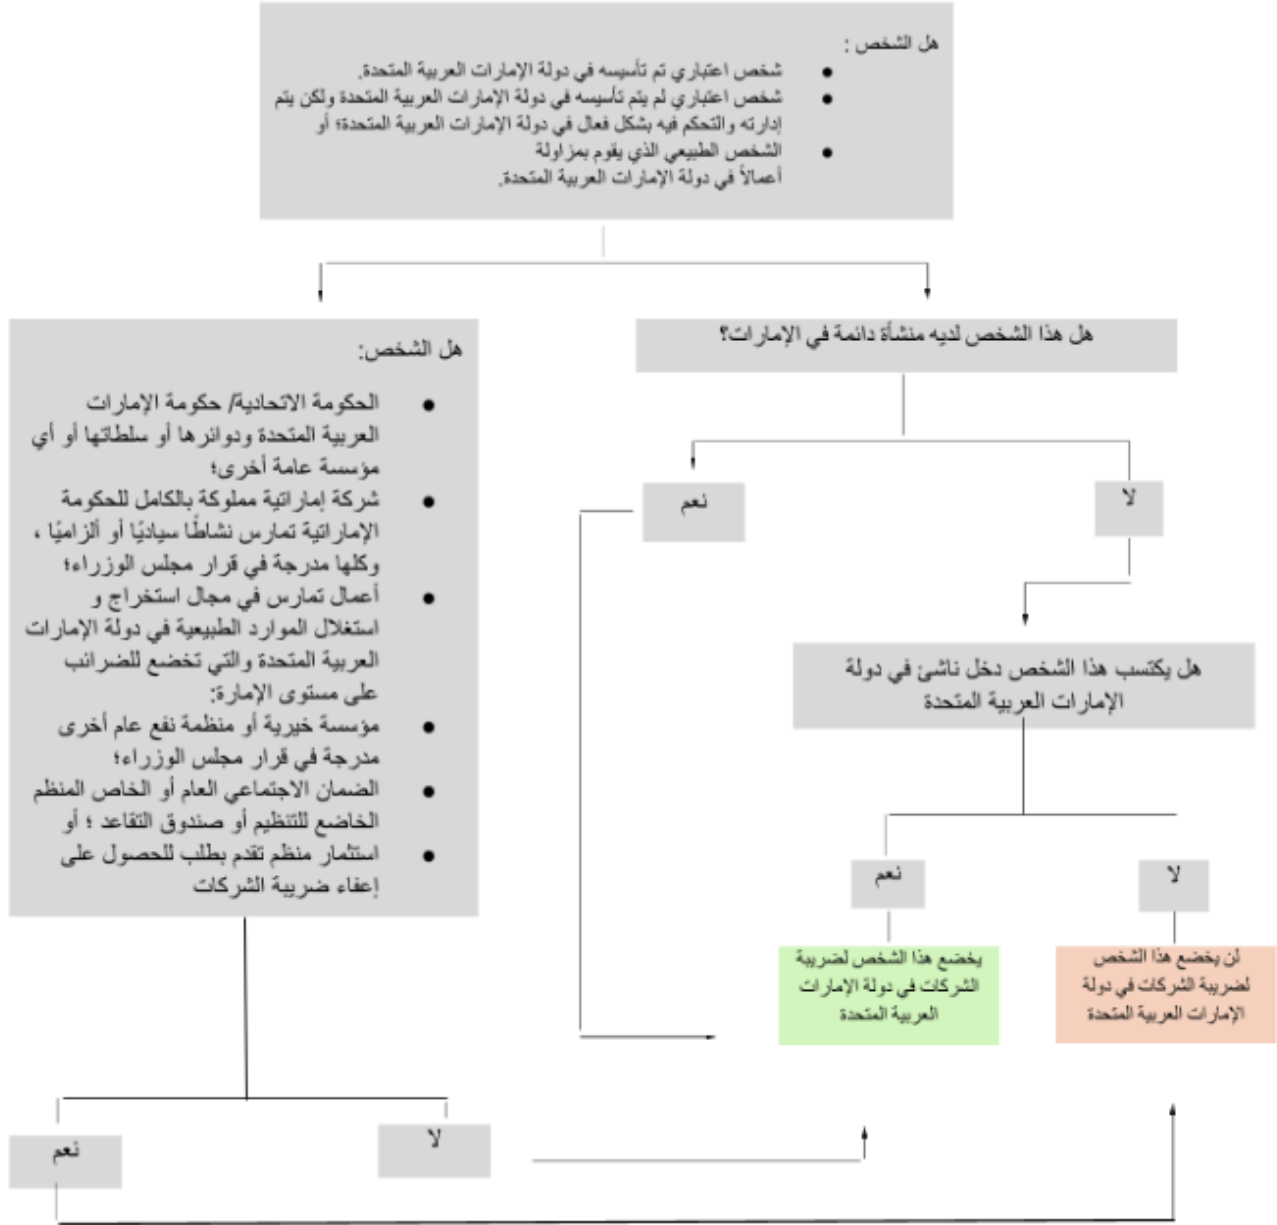 هل الشخص :
● شخص اعتباري تم تأسيسه في دولة الإمارات العربية المتحدة.
● شخص اعتباري لم يتم تأسيسه في دولة الإمارات العربية المتحدة ولكن يتم
إدارته والتحكم فيه بشكل فعال في دولة الإمارات العربية المتحدة؛ أو
● الشخص الطبيعي الذي يقوم بمزاولة
أعمالاً في دولة الإمارات العربية المتحدة.
هل هذا الشخص لديه منشأة دائمة في الإمارات؟
هل الشخص:
● الحكومة الاتحادية/ حكومة الإمارات
العربية المتحدة ودوائرها أو سلطاتها أو أي
مؤسسة عامة أخرى؛
● شركة إماراتية مملوكة بالكامل للحكومة
الإماراتية تمارس نشاطًا سياديًا أو ألزاميًا ،
وكلها مدرجة في قرار مجلس الوزراء؛
● أعمال تمارس في مجال استخراج و
استغلال الموارد الطبيعية في دولة الإمارات
العربية المتحدة والتي تخضع للضرائب
على مستوى الإمارة:
● مؤسسة خيرية أو منظمة نفع عام أخرى
مدرجة في قرار مجلس الوزراء؛
● الضمان الاجتماعي العام أو الخاص المنظم
الخاضع للتنظيم أو صندوق التقاعد ؛ أو
● استثمار منظم تقدم بطلب للحصول على
إعفاء ضريبة الشركات
لا
نعم
هل يكتسب هذا الشخص دخل ناشئ في دولة
الإمارات العربية المتحدة
لا
نعم
لن يخضع هذا الشخص
لضريبة الشركات في دولة
الإمارات العربية المتحدة
يخضع هذا الشخص لضريبة
الشركات في دولة الإمارات
العربية المتحدة
لا
نعم